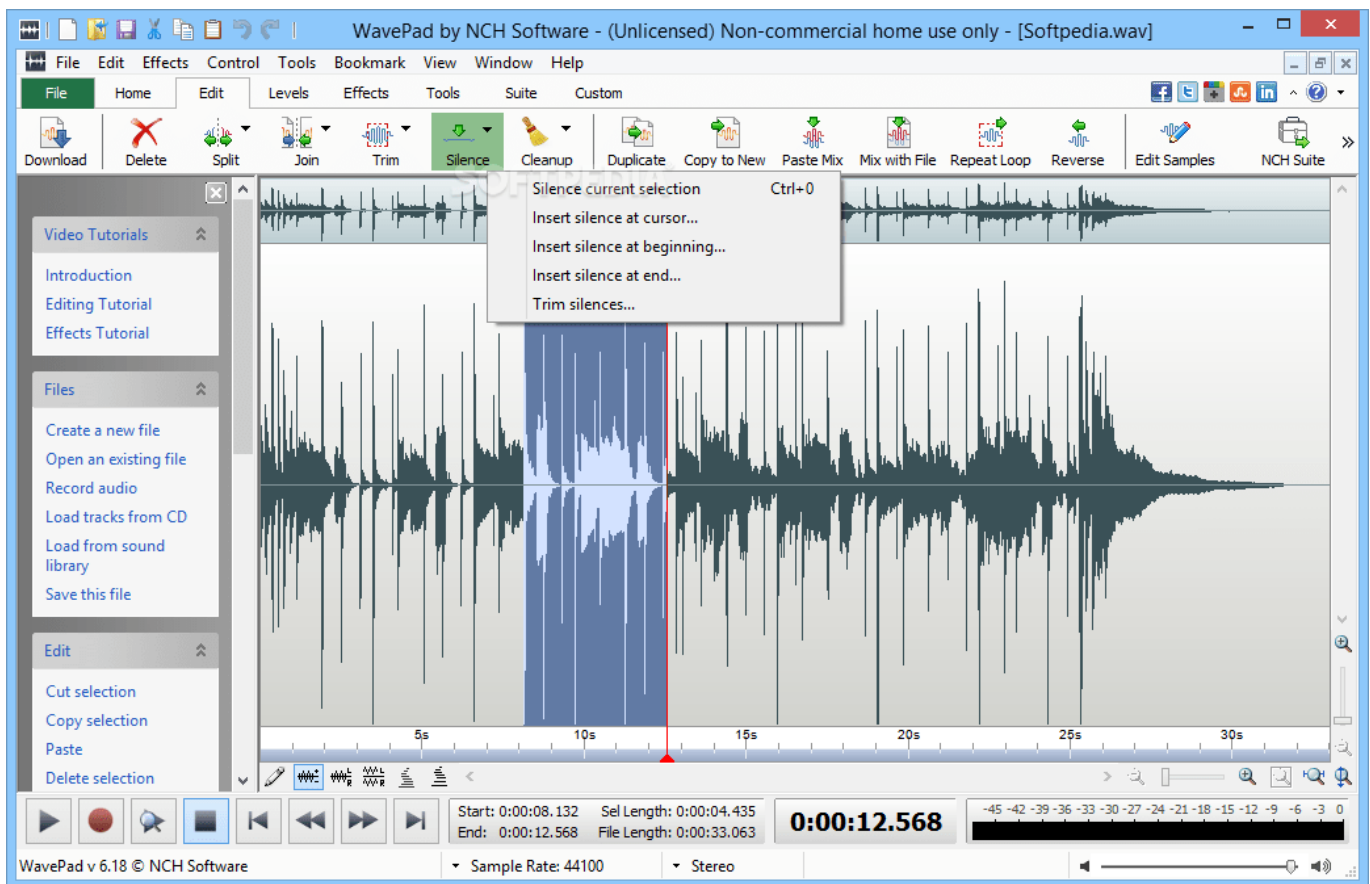 WavePad by NCH Software - (Unlicensed) Non-commercial home use only - [Softpedia.wav]
File Edit Effects Control Tools Bookmark View Window Help
File Home Edit Levels Effects Tools Suite Custom
Download Delete Split Join Trim Silence Cleanup Duplicate Copy to New Paste Mix Mix with File Repeat Loop Reverse Edit Samples NCH Suite
SOFTPEDIA
Silence current selection Ctrl+0
Insert silence at cursor...
Insert silence at beginning...
Insert silence at end...
Trim silences...
Video Tutorials
Introduction
Editing Tutorial
Effects Tutorial
Files
Create a new file
Open an existing file
Record audio
Load tracks from CD
Load from sound
library
Save this file
Edit
Cut selection
Copy selection
Paste
Delete selection
5s 10s 15s 20s 25s 30s
Start: 0:00:08.132 Sel Length: 0:00:04.435
End: 0:00:12.568 File Length: 0:00:33.063
0:00:12.568
-45 -42 -39 -36 -33 -30 -27 -24 -21 -18 -15 -12 -9 -6 -3 0
WavePad v 6.18 © NCH Software
Sample Rate: 44100
Stereo